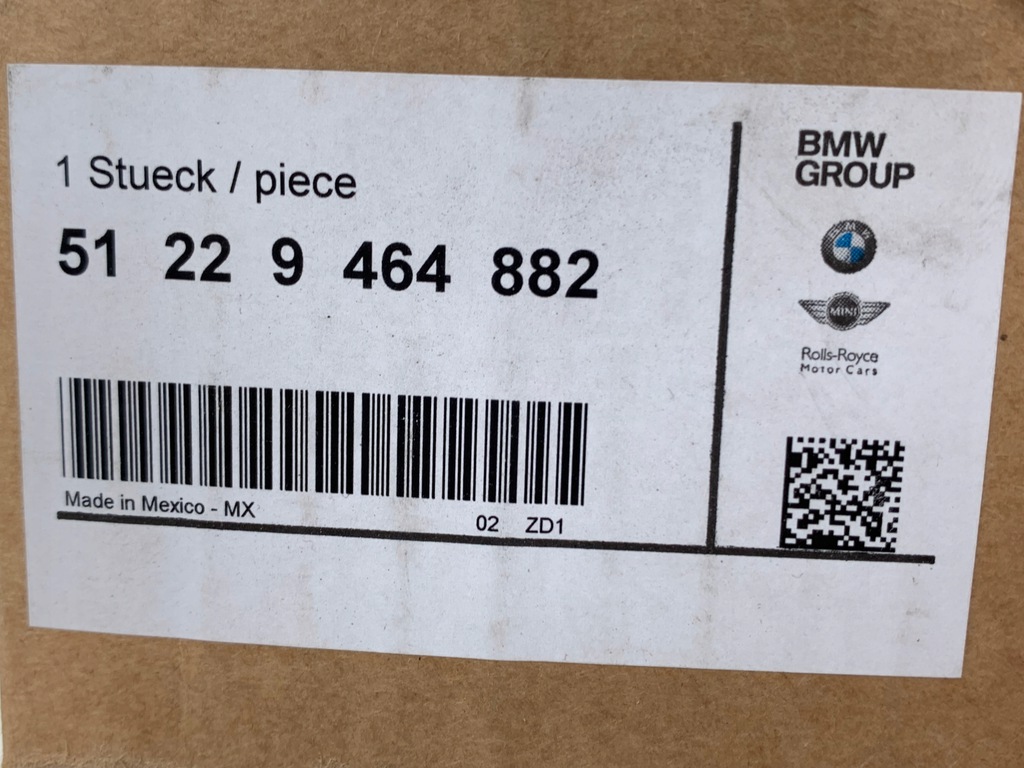 1 Stueck / piece
51 22 9 464 882
Made in Mexico - MX
02 ZD1
BMW
GROUP
BMW
MINI
Rolls-Royce
Motor Cars